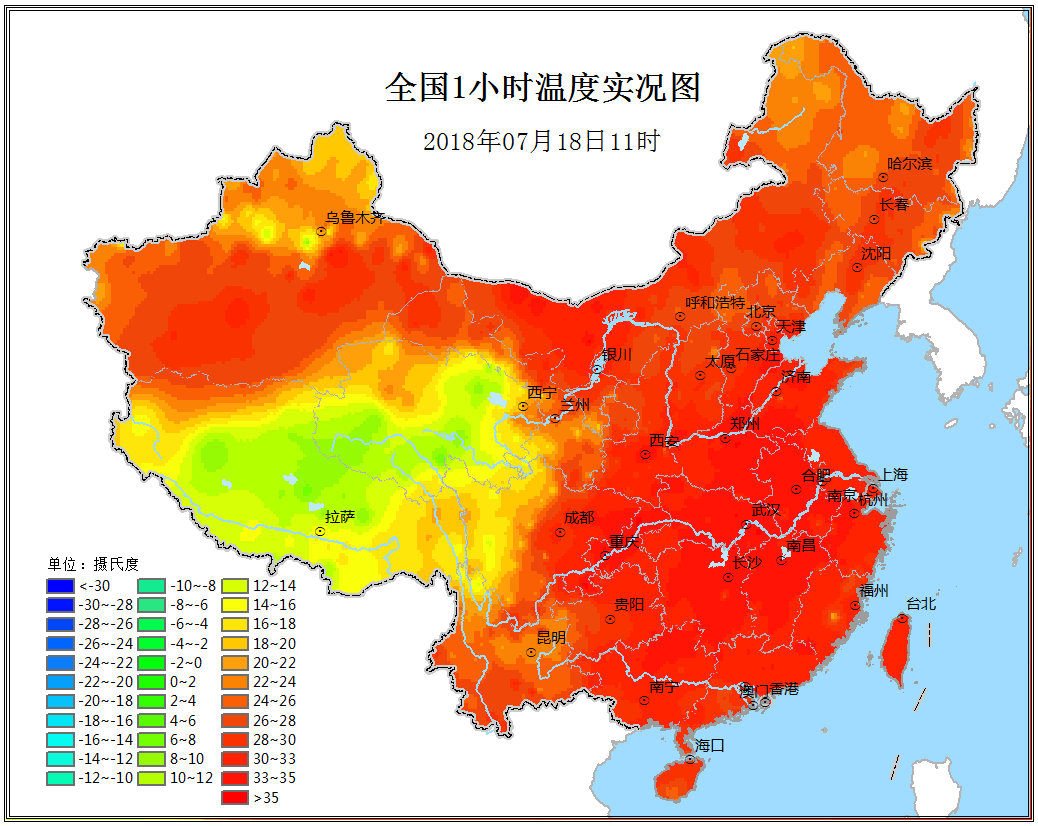 全国1小时温度实况图
2018年07月18日11时
哈尔滨
长春
乌鲁木齐
沈阳
呼和浩特
北京
天津
银川
太原
石家庄
济南
西宁
兰州
郑州
西安
合肥
上海
南京
杭州
拉萨
成都
武汉
重庆
南昌
长沙
贵阳
福州
台北
昆明
南宁
澳门
香港
海口
单位：摄氏度
<-30 -10~-8 12~14
-30~-28 -8~-6 14~16
-28~-26 -6~-4 16~18
-26~-24 -4~-2 18~20
-24~-22 -2~0 20~22
-22~-20 0~2 22~24
-20~-18 2~4 24~26
-18~-16 4~6 26~28
-16~-14 6~8 28~30
-14~-12 8~10 30~33
-12~-10 10~12 33~35
>35